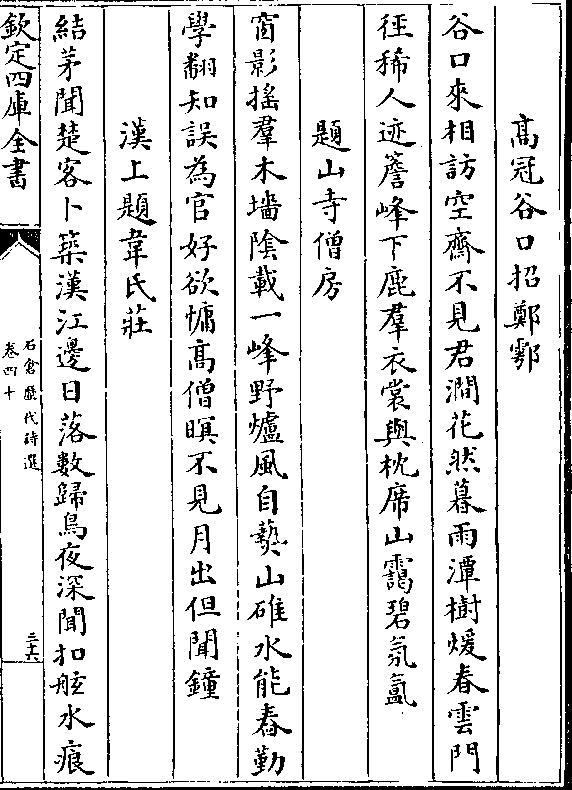 高冠谷口招鄭鄠
谷口來相訪空齋不見君澗花然暮雨潭樹煖春雲門
徑稀人迹簷峰下鹿羣衣裳與枕席山靄碧氛氳
題山寺僧房
窗影搖羣木墻陰載一峰野爐風自爇山碓水能舂勤
學翻知誤為官好欲慵高僧暝不見月出但聞鐘
漢上題韋氏莊
結茅聞楚客卜築漢江邊日落數歸鳥夜深聞扣舷水痕
欽定四庫全書
石倉歷代詩選
卷四十
三十六